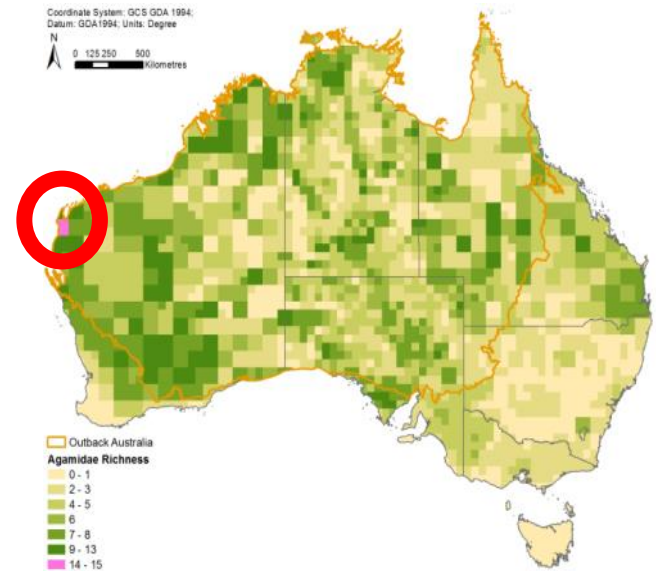 Coordinate System: GCS GDA 1994;
Datum: GDA1994; Units: Degree
N
0 125 250 500
Kilometres
Outback Australia
Agamidae Richness
0 - 1
2 - 3
4 - 5
6
7 - 8
9 - 13
14 - 15